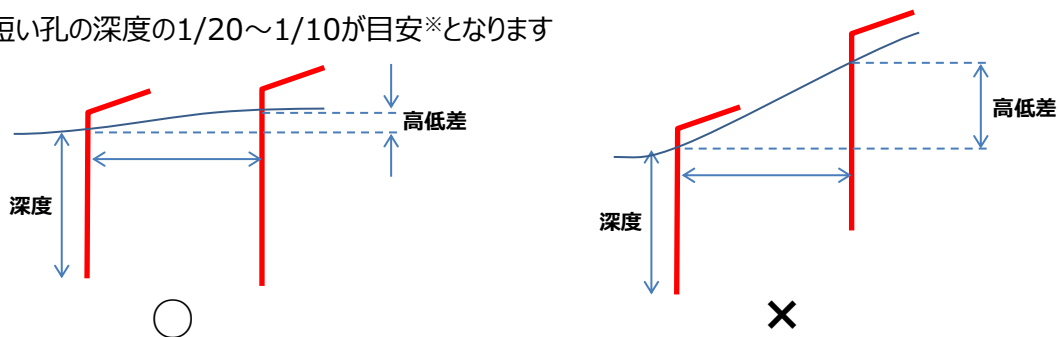 短い孔の深度の1/20～1/10が目安※となります
高低差
深度
高低差
深度
○
×